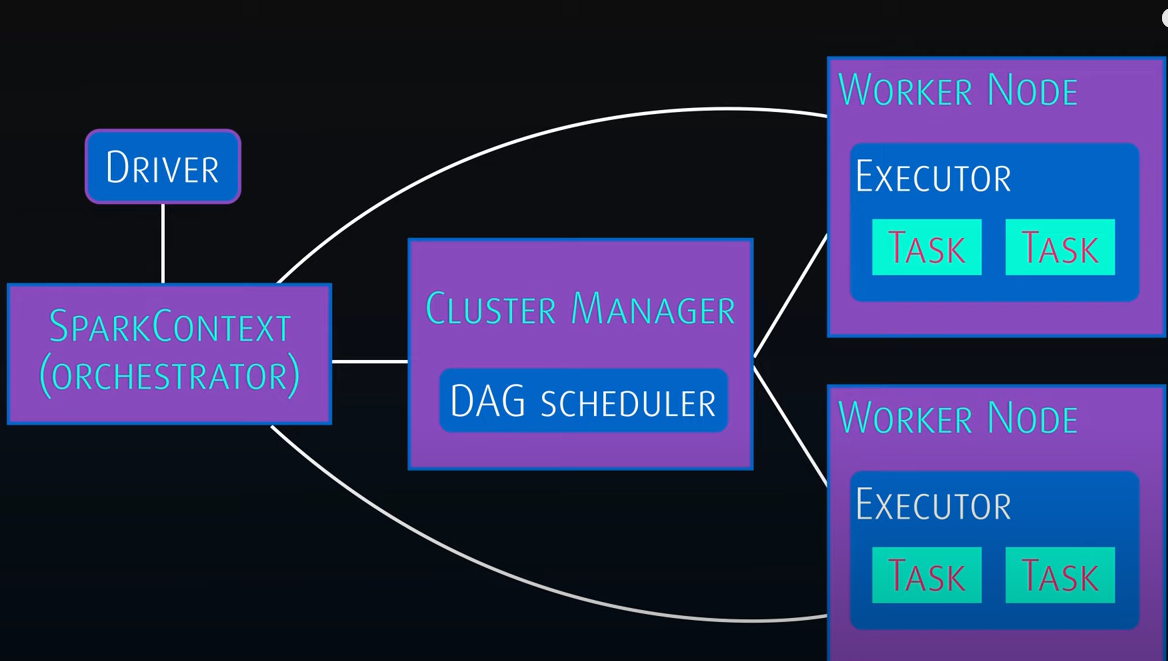 Driver
SparkContext
(orchestrator)
Cluster Manager
DAG scheduler
Worker Node
Executor
Task Task
Worker Node
Executor
Task Task